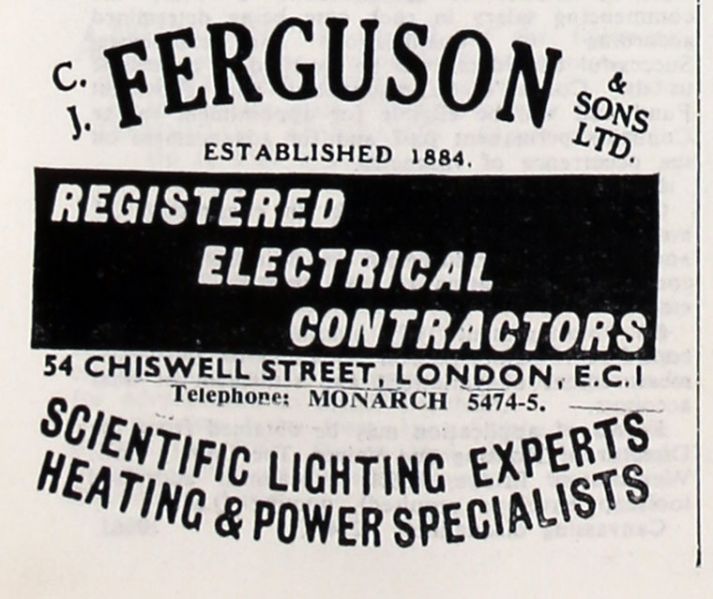 C. J. FERGUSON & SONS LTD.
ESTABLISHED 1884.
REGISTERED
ELECTRICAL
CONTRACTORS
54 CHISWELL STREET, LONDON, E.C.1
Telephone: MONARCH 5474-5.
SCIENTIFIC LIGHTING EXPERTS
HEATING & POWER SPECIALISTS